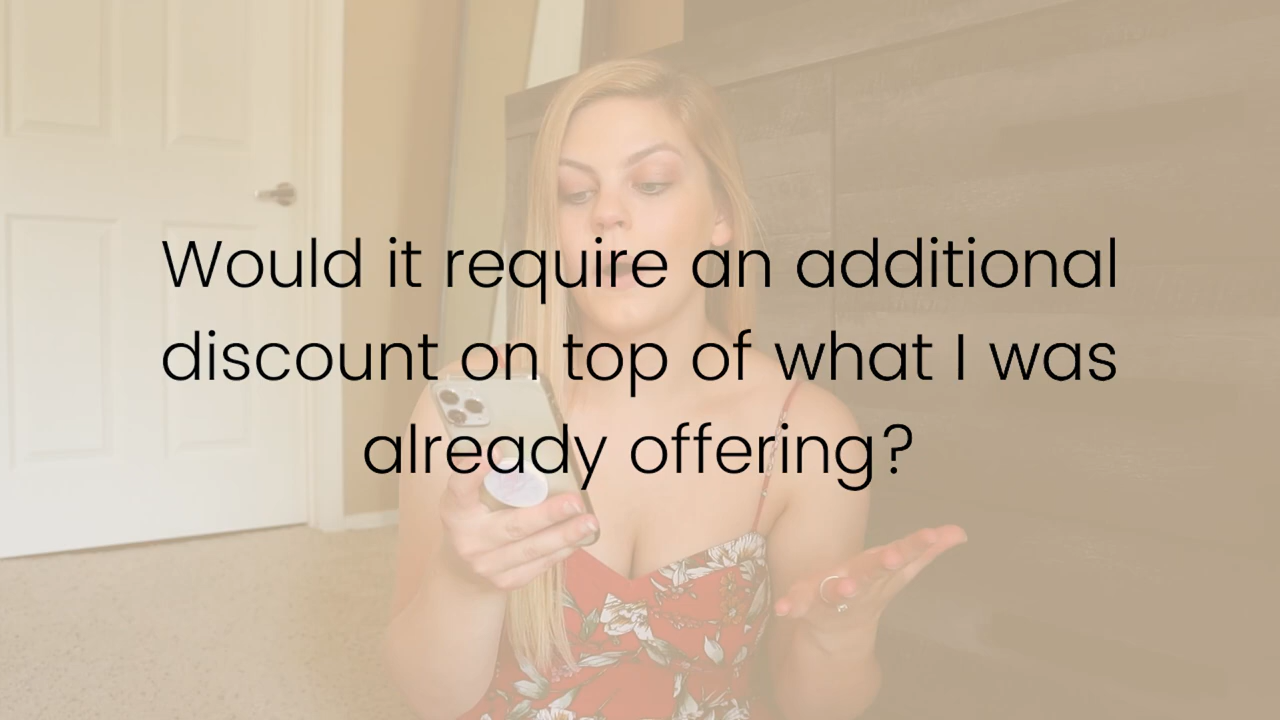 Would it require an additional
discount on top of what I was
already offering?